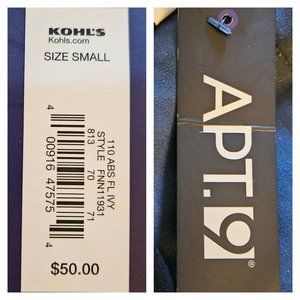 KOHL'S
Kohls.com
SIZE SMALL
110 ABS FL IVY
STYLE FNN11931
813 70 71
4 00916 47575 4
$50.00
APT.9®